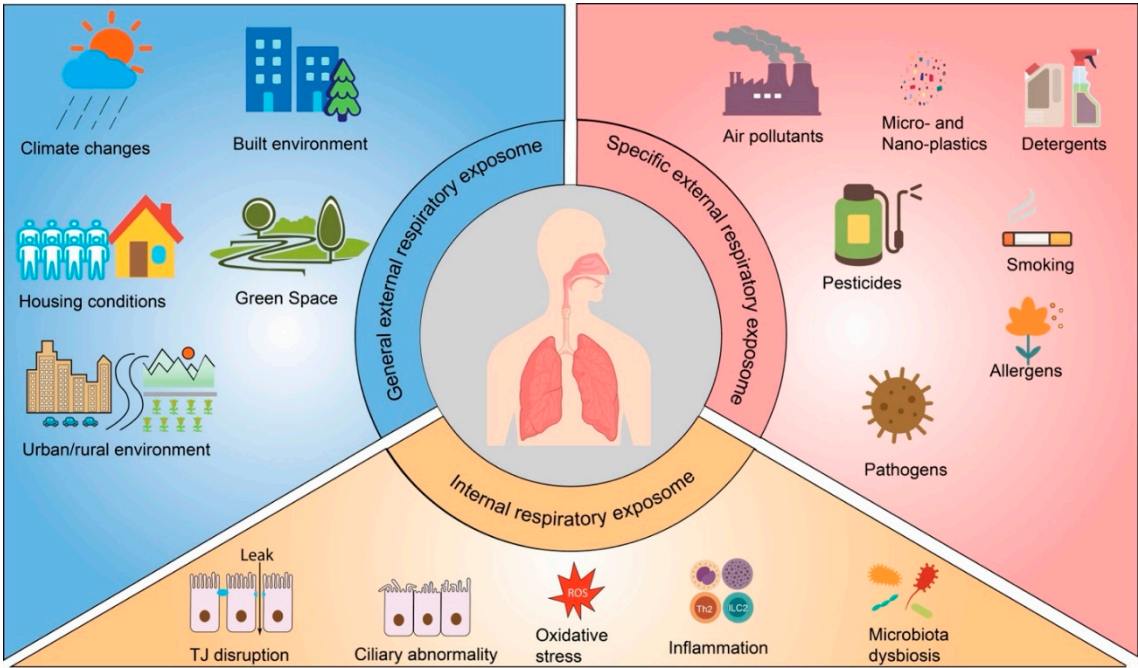 Climate changes
Built environment
Housing conditions
Green Space
Urban/rural environment
General external respiratory exposome
Specific external respiratory exposome
Air pollutants
Micro- and
Nano-plastics
Detergents
Pesticides
Smoking
Allergens
Pathogens
Internal respiratory exposome
Leak
TJ disruption
Ciliary abnormality
ROS
Oxidative
stress
Th2
ILC2
Inflammation
Microbiota
dysbiosis